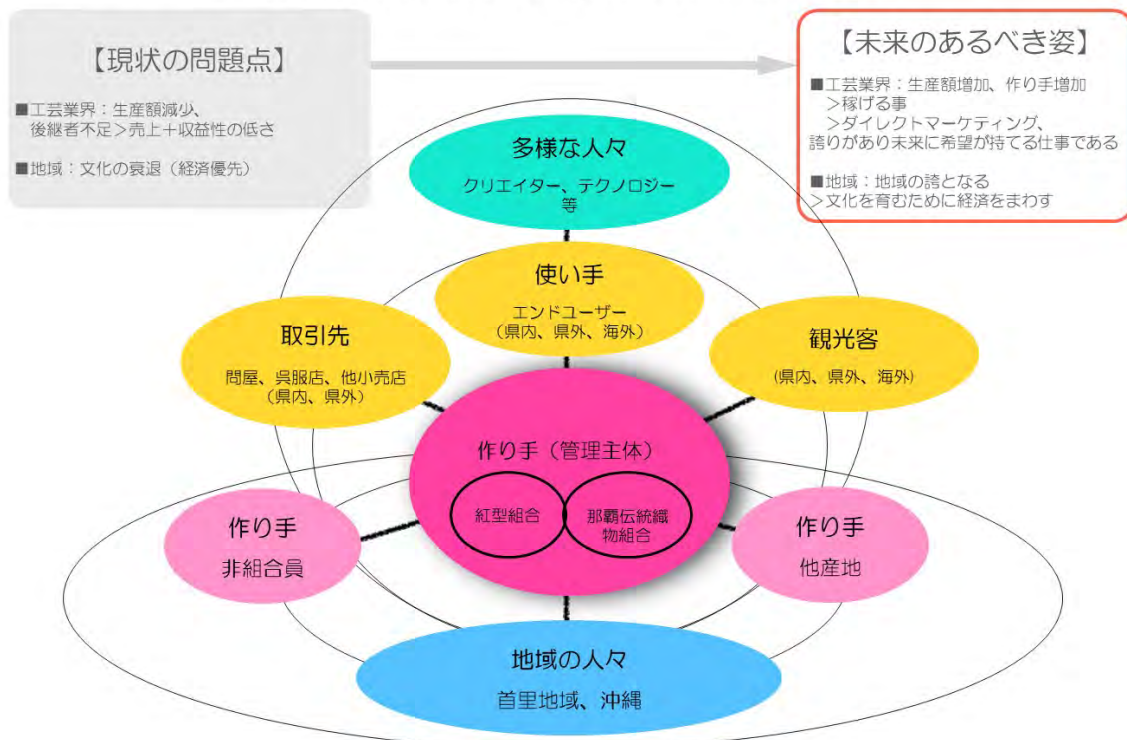 【現状の問題点】
■工芸業界：生産額減少、
後継者不足＞売上＋収益性の低さ
■地域：文化の衰退（経済優先）
【未来のあるべき姿】
■工芸業界：生産額増加、作り手増加
＞稼げる事
＞ダイレクトマーケティング、
誇りがあり未来に希望が持てる仕事である
■地域：地域の誇となる
＞文化を育むために経済をまわす
多様な人々
クリエイター、テクノロジー
等
使い手
エンドユーザー
（県内、県外、海外）
取引先
問屋、呉服店、他小売店
（県内、県外）
観光客
(県内、県外、海外)
作り手（管理主体）
紅型組合
那覇伝統織
物組合
作り手
非組合員
作り手
他産地
地域の人々
首里地域、沖縄